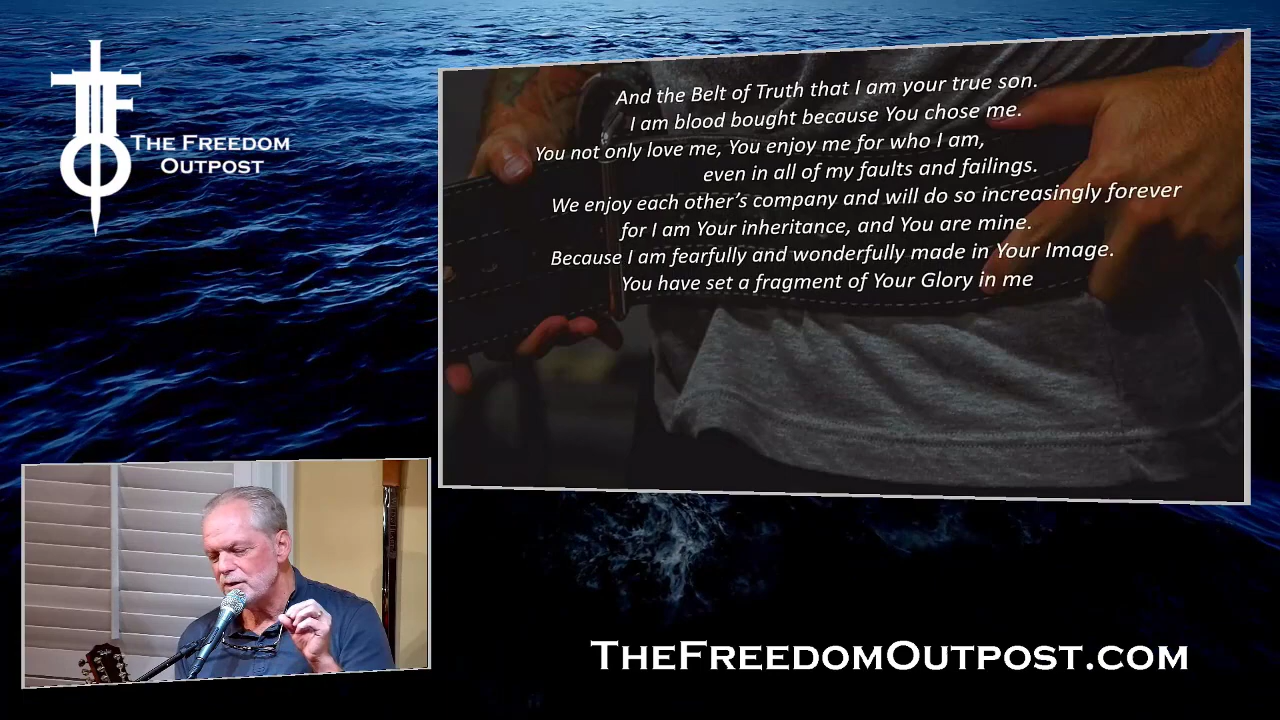 The Freedom
Outpost
And the Belt of Truth that I am your true son.
I am blood bought because You chose me.
You not only love me, You enjoy me for who I am,
even in all of my faults and failings.
We enjoy each other’s company and will do so increasingly forever
for I am Your inheritance, and You are mine.
Because I am fearfully and wonderfully made in Your Image.
You have set a fragment of Your Glory in me
TheFreedomOutpost.com